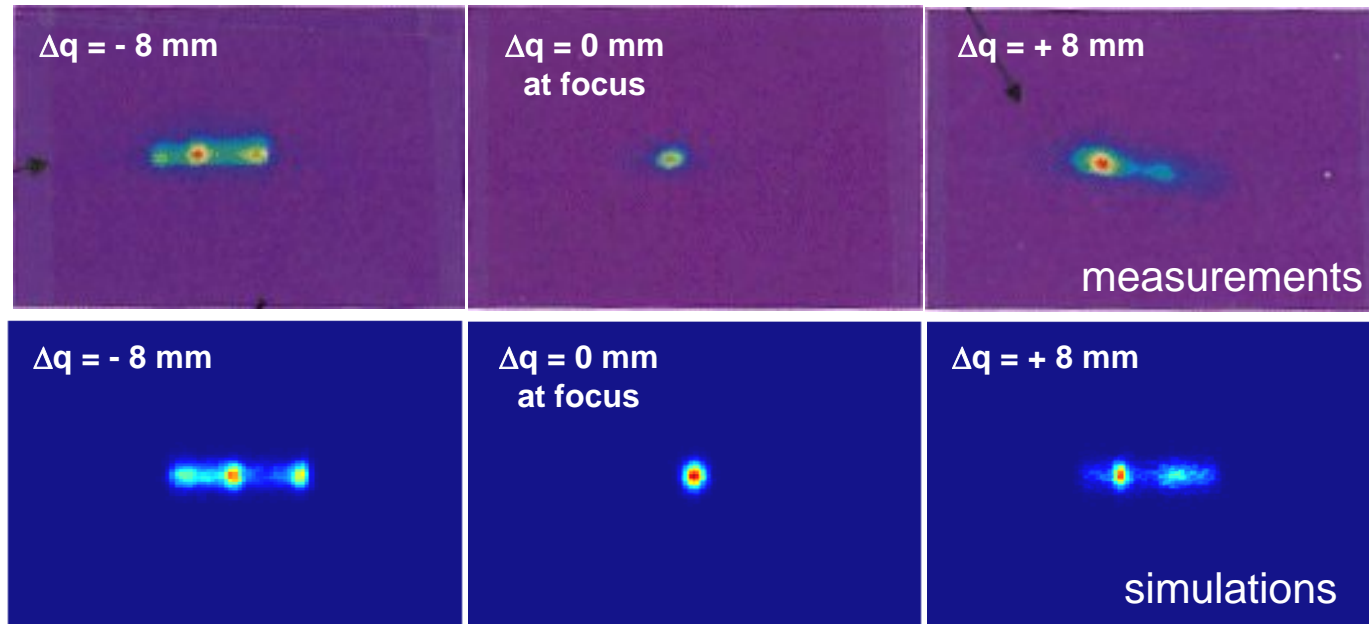 Δq = - 8 mm
Δq = 0 mm
at focus
Δq = + 8 mm
measurements
Δq = - 8 mm
Δq = 0 mm
at focus
Δq = + 8 mm
simulations